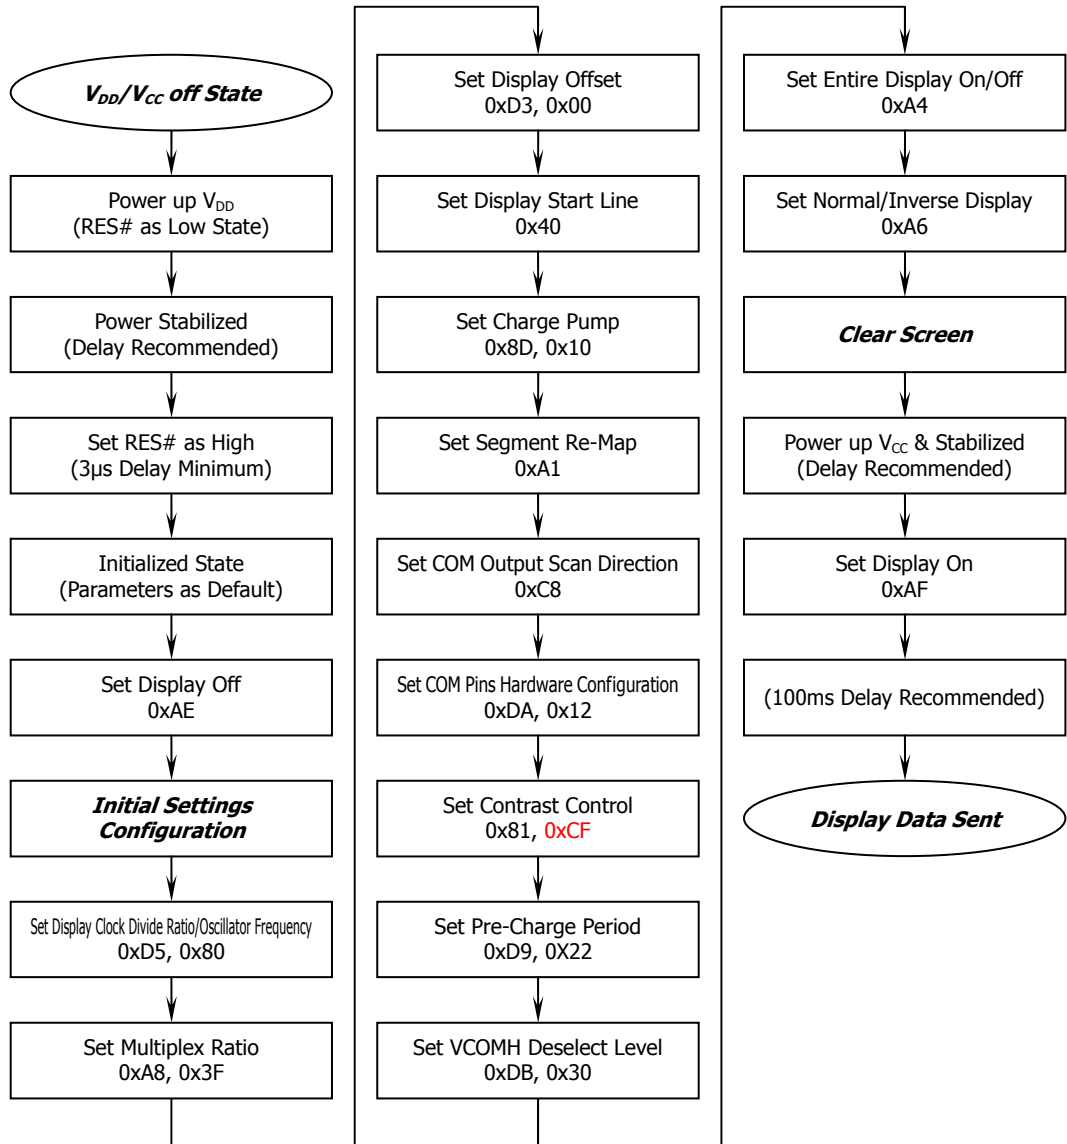 V_DD/V_CC off State
Power up V_DD
(RES# as Low State)
Power Stabilized
(Delay Recommended)
Set RES# as High
(3μs Delay Minimum)
Initialized State
(Parameters as Default)
Set Display Off
0xAE
Initial Settings
Configuration
Set Display Clock Divide Ratio/Oscillator Frequency
0xD5, 0x80
Set Multiplex Ratio
0xA8, 0x3F
Set Display Offset
0xD3, 0x00
Set Display Start Line
0x40
Set Charge Pump
0x8D, 0x10
Set Segment Re-Map
0xA1
Set COM Output Scan Direction
0xC8
Set COM Pins Hardware Configuration
0xDA, 0x12
Set Contrast Control
0x81, 0xCF
Set Pre-Charge Period
0xD9, 0X22
Set VCOMH Deselect Level
0xDB, 0x30
Set Entire Display On/Off
0xA4
Set Normal/Inverse Display
0xA6
Clear Screen
Power up V_CC & Stabilized
(Delay Recommended)
Set Display On
0xAF
(100ms Delay Recommended)
Display Data Sent